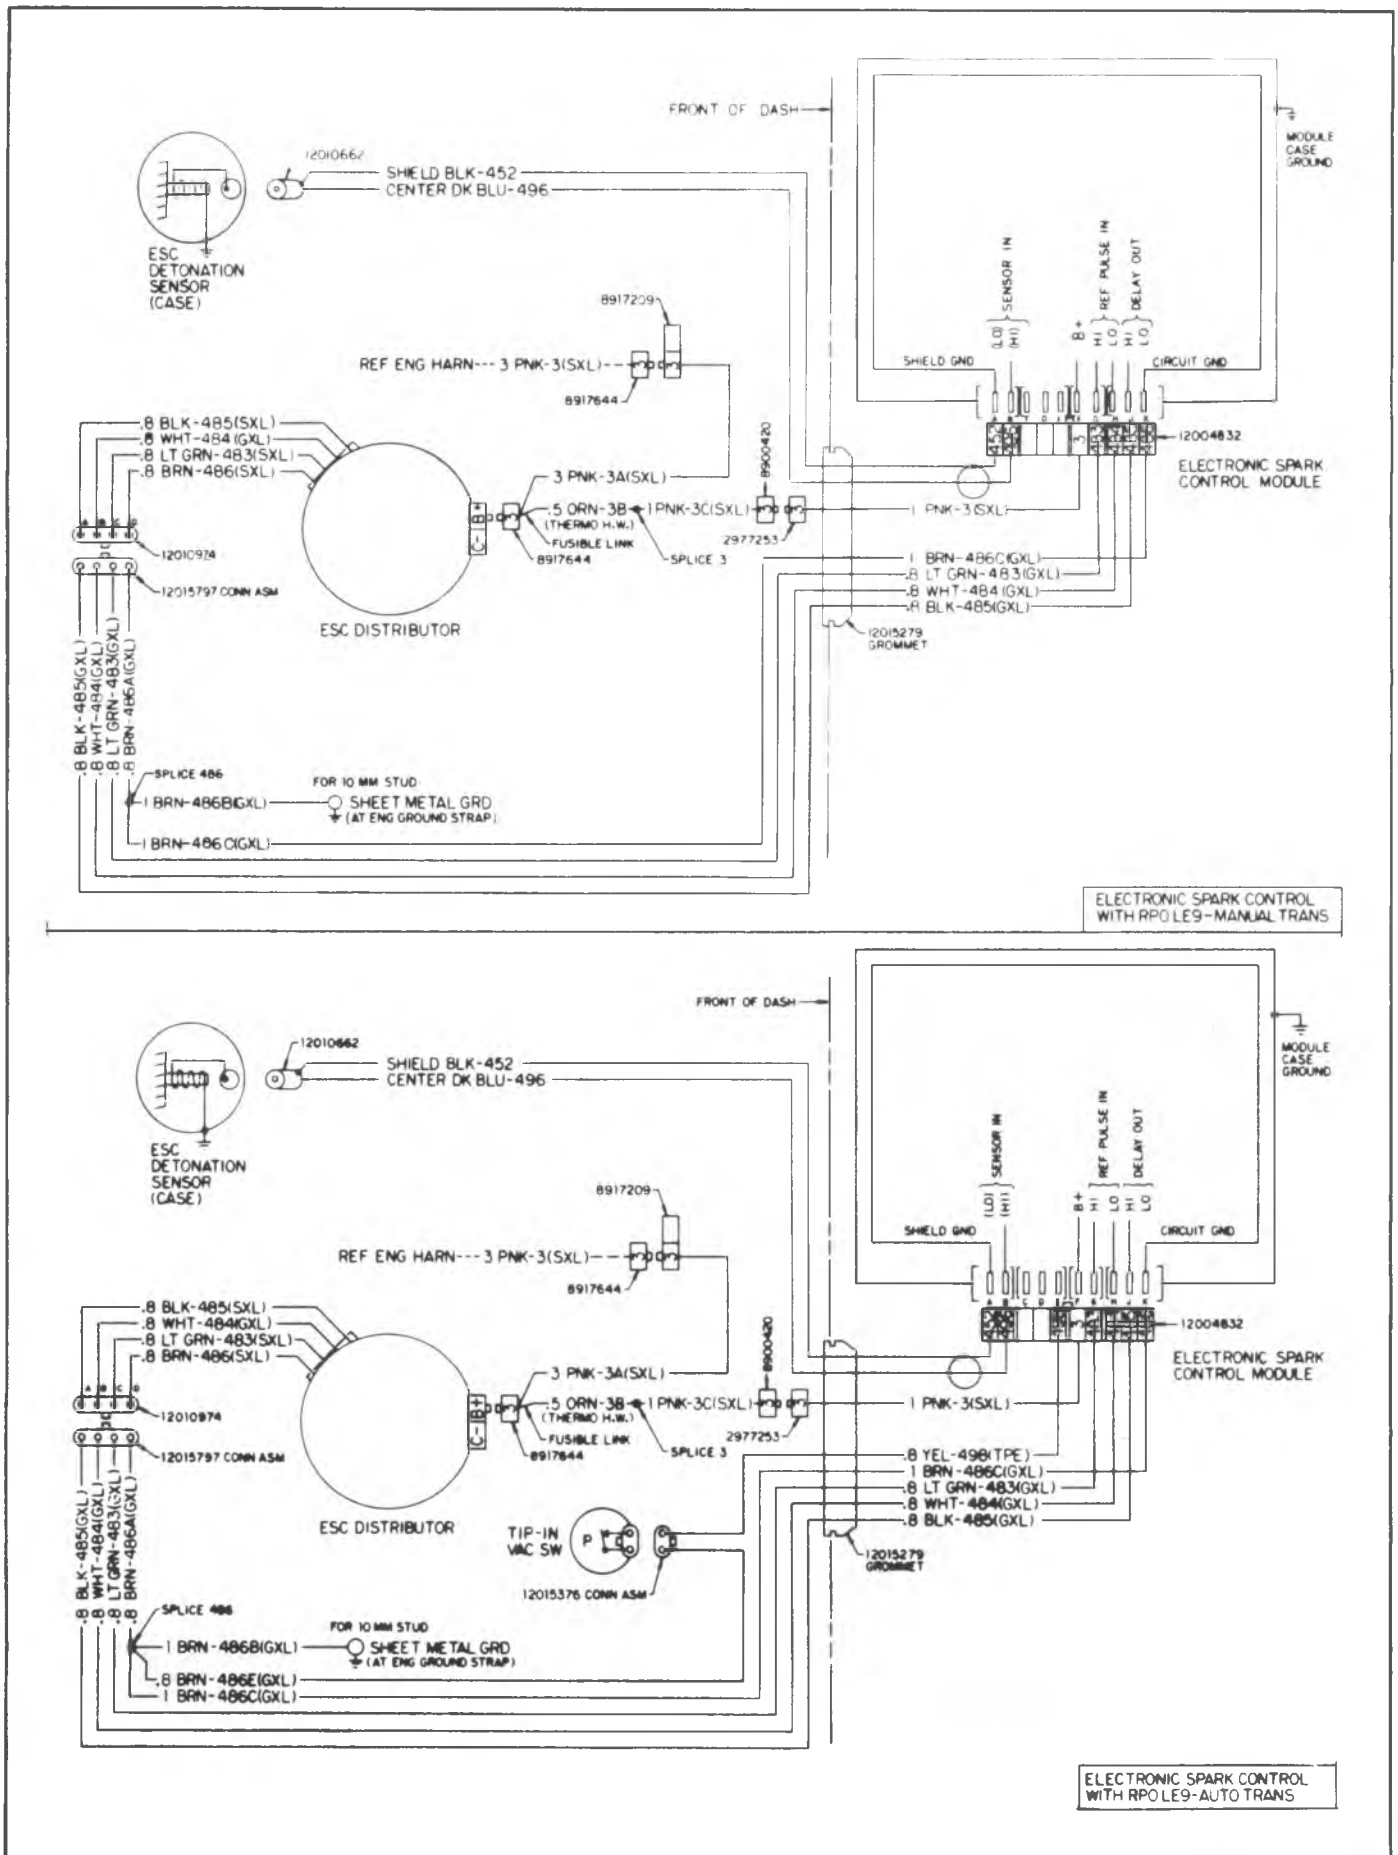 FRONT OF DASH
MODULE
CASE
GROUND
12010662
SHIELD BLK-452
CENTER DK BLU-496
ESC
DETONATION
SENSOR
(CASE)
8917209
REF ENG HARN--- 3 PNK-3(SXL)
3
3
8917644
(LO)
(HI)
SENSOR IN
B+
HI
LO
REF PULSE IN
HI
LO
DELAY OUT
SHIELD GND
CIRCUIT GND
452
3
483
12004832
ELECTRONIC SPARK
CONTROL MODULE
.8 BLK-485(SXL)
.8 WHT-484(GXL)
.8 LT GRN-483(SXL)
.8 BRN-486(SXL)
A B C D
12010974
12015797 CONN ASM
C- B+
3
3 PNK-3A(SXL)
.5 ORN-3B
(THERMO H.W.)
FUSIBLE LINK
8917644
1 PNK-3C(SXL)
SPLICE 3
8900420
3
3
2977253
1 PNK-3(SXL)
1 BRN-486C(GXL)
.8 LT GRN-483(GXL)
.8 WHT-484(GXL)
.8 BLK-485(GXL)
12015279
GROMMET
ESC DISTRIBUTOR
.8 BLK-485(GXL)
.8 WHT-484(GXL)
.8 LT GRN-483(GXL)
.8 BRN-486A(GXL)
SPLICE 486
1 BRN-486B(GXL)
FOR 10 MM STUD
SHEET METAL GRD
(AT ENG GROUND STRAP)
1 BRN-486C(GXL)
ELECTRONIC SPARK CONTROL
WITH RPO LE9-MANUAL TRANS
FRONT OF DASH
MODULE
CASE
GROUND
12010662
SHIELD BLK-452
CENTER DK BLU-496
ESC
DETONATION
SENSOR
(CASE)
8917209
REF ENG HARN--- 3 PNK-3(SXL)
3
3
8917644
(LO)
(HI)
SENSOR IN
B+
HI
LO
REF PULSE IN
HI
LO
DELAY OUT
SHIELD GND
CIRCUIT GND
A B C D F H J K
3
12004832
ELECTRONIC SPARK
CONTROL MODULE
.8 BLK-485(SXL)
.8 WHT-484(GXL)
.8 LT GRN-483(SXL)
.8 BRN-486(SXL)
A B C D
12010974
12015797 CONN ASM
C- B+
3
3 PNK-3A(SXL)
.5 ORN-3B
(THERMO H.W.)
FUSIBLE LINK
8917644
1 PNK-3C(SXL)
SPLICE 3
8900420
3
3
2977253
1 PNK-3(SXL)
.8 YEL-498(TPE)
1 BRN-486C(GXL)
.8 LT GRN-483(GXL)
.8 WHT-484(GXL)
.8 BLK-485(GXL)
12015279
GROMMET
ESC DISTRIBUTOR
TIP-IN
VAC SW
P
12015376 CONN ASM
.8 BLK-485(GXL)
.8 WHT-484(GXL)
.8 LT GRN-483(GXL)
.8 BRN-486A(GXL)
SPLICE 486
FOR 10 MM STUD
1 BRN-486B(GXL)
SHEET METAL GRD
(AT ENG GROUND STRAP)
.8 BRN-486E(GXL)
1 BRN-486C(GXL)
ELECTRONIC SPARK CONTROL
WITH RPO LE9-AUTO TRANS